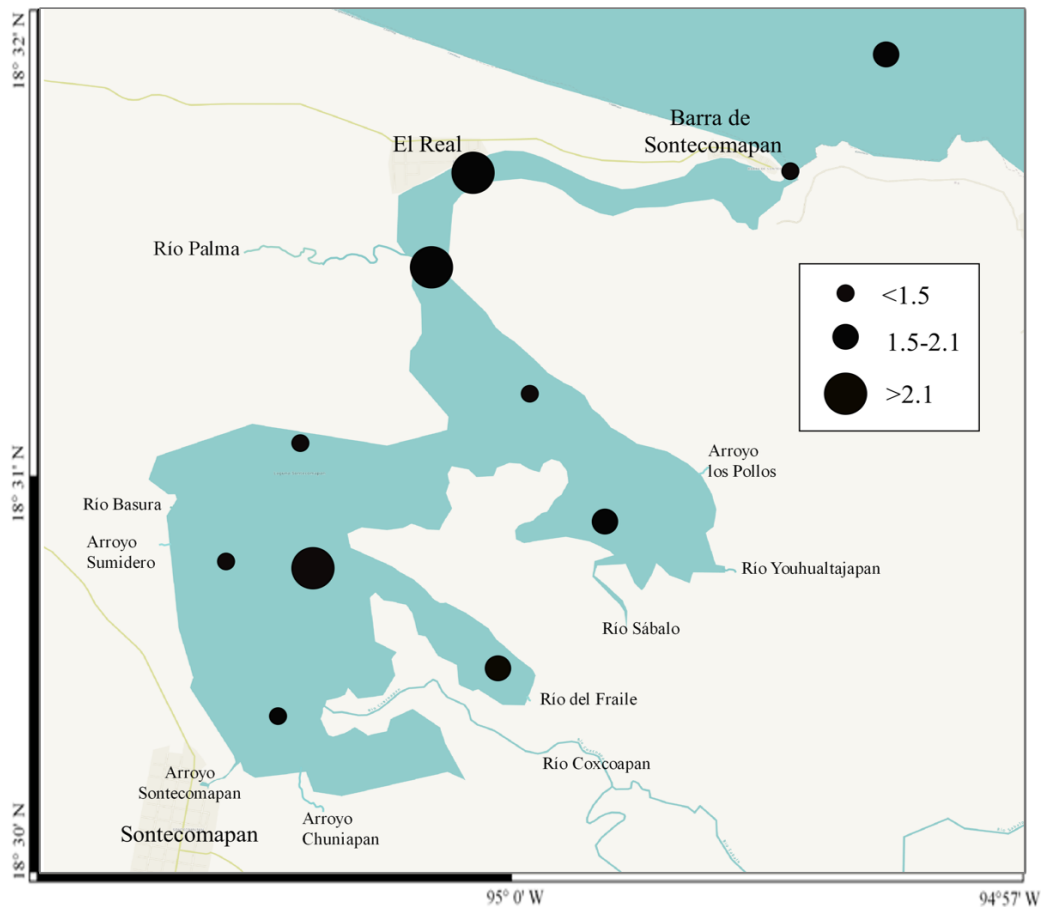 18° 32' N
Barra de
Sontecomapan
El Real
Río Palma
<1.5
1.5-2.1
>2.1
Arroyo
los Pollos
18° 31' N
Río Basura
Arroyo
Sumidero
Río Youhualtajapan
Río Sábalo
Río del Fraile
Río Coxcoapan
Arroyo
Sontecomapan
Arroyo
Chuniapan
Sontecomapan
18° 30' N
95° 0' W
94°57' W